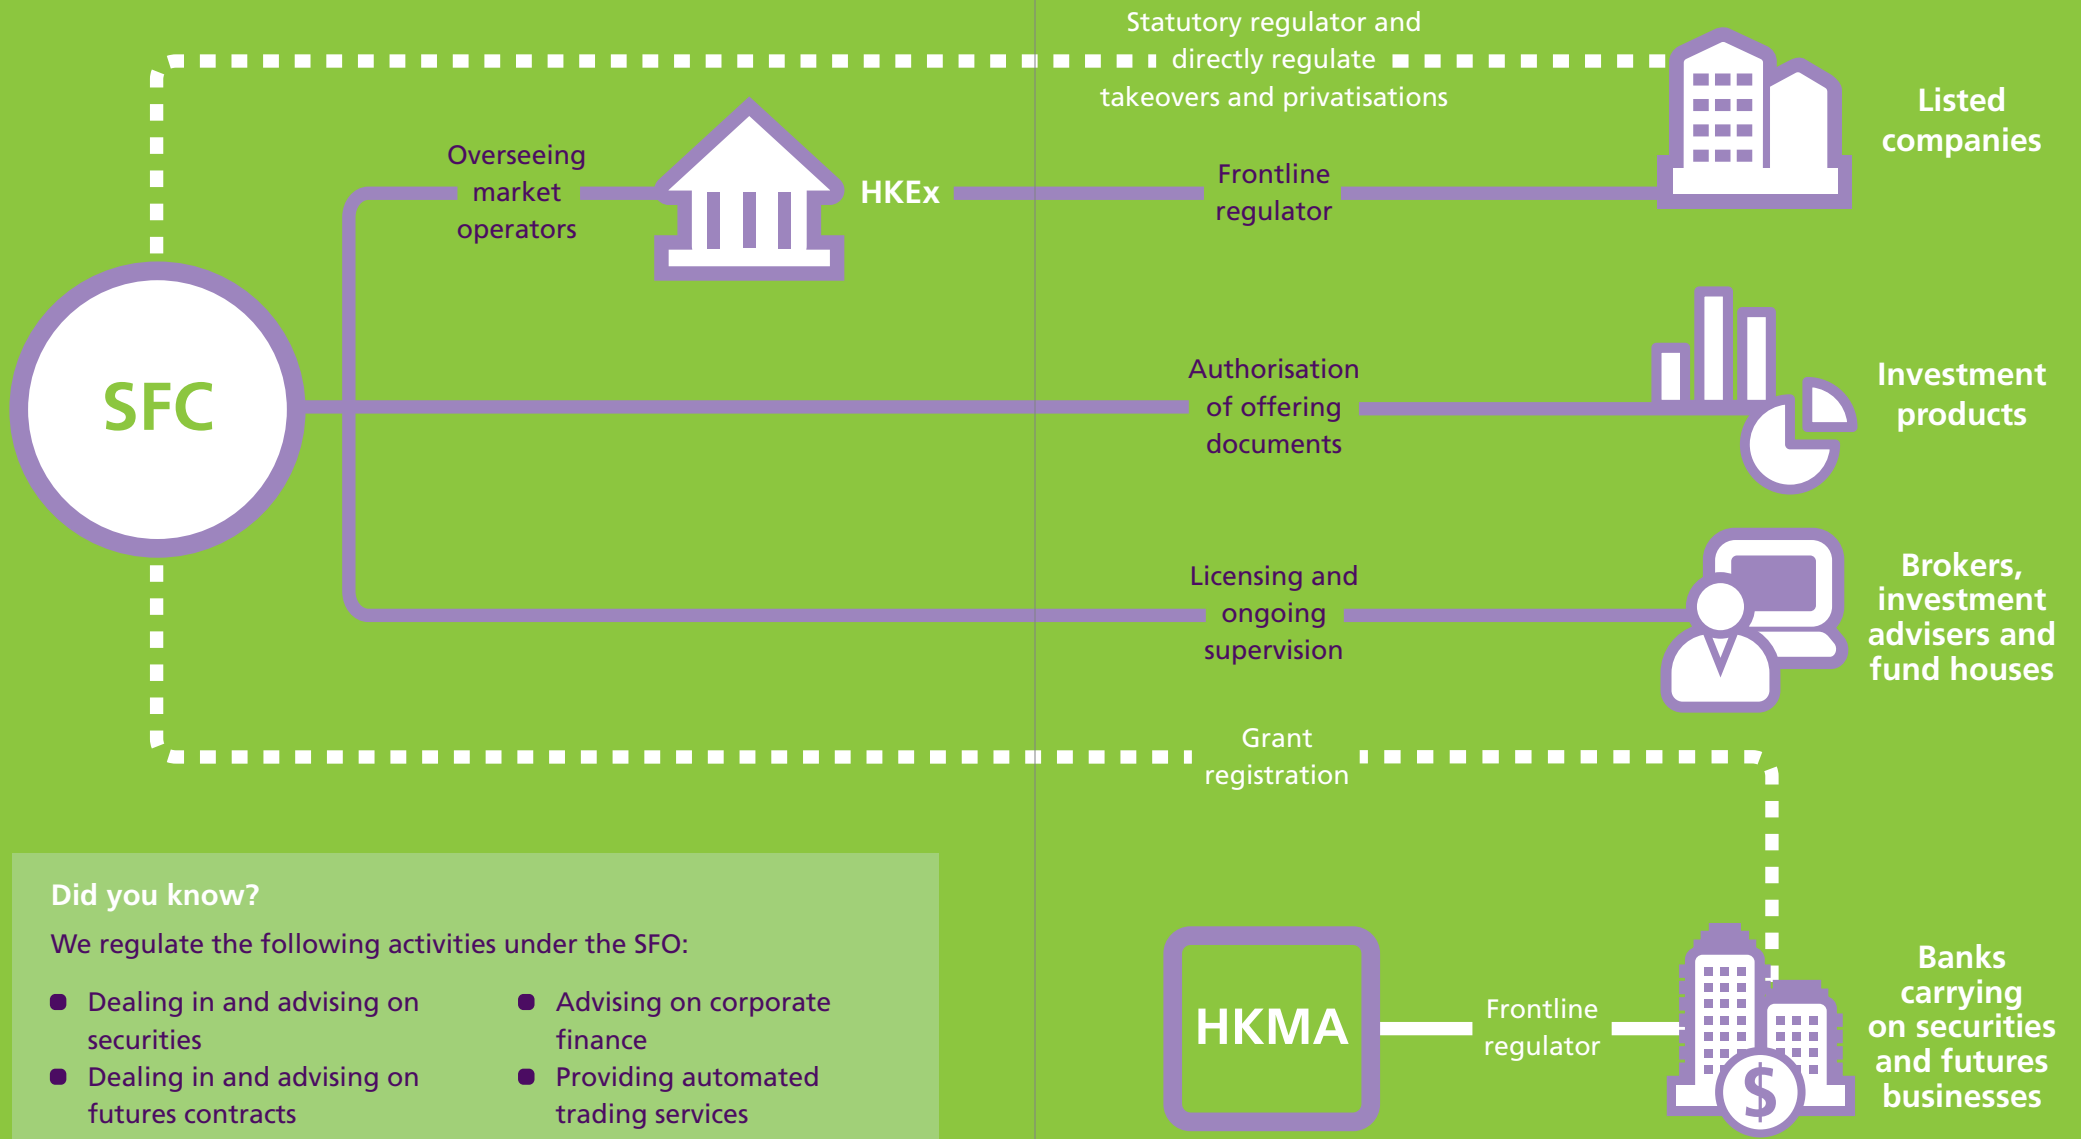 Statutory regulator and
directly regulate
takeovers and privatisations
Listed
companies
Overseeing
market
operators
HKEx
Frontline
regulator
SFC
Authorisation
of offering
documents
Investment
products
Licensing and
ongoing
supervision
Brokers,
investment
advisers and
fund houses
Grant
registration
Did you know?
We regulate the following activities under the SFO:
Dealing in and advising on
securities
Dealing in and advising on
futures contracts
Advising on corporate
finance
Providing automated
trading services
HKMA
Frontline
regulator
$
Banks
carrying
on securities
and futures
businesses